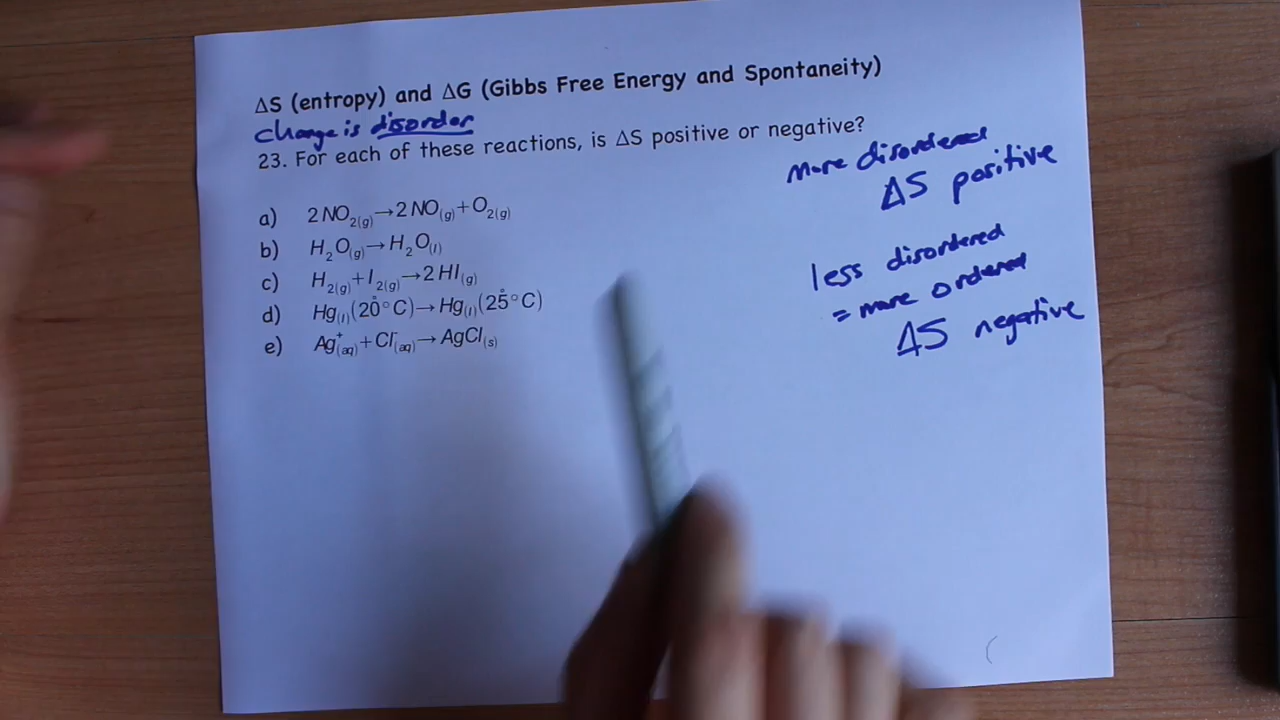 ΔS (entropy) and ΔG (Gibbs Free Energy and Spontaneity)
Change is disorder
23. For each of these reactions, is ΔS positive or negative?
a) 2NO₂(g)→2NO(g)+O₂(g)
b) H₂O(g)→H₂O(l)
c) H₂(g)+I₂(g)→2HI(g)
d) Hg(l)(20°C)→Hg(l)(25°C)
e) Ag⁺(aq)+Cl⁻(aq)→AgCl(s)
more disordered
ΔS positive
less disordered
= more ordered
ΔS negative